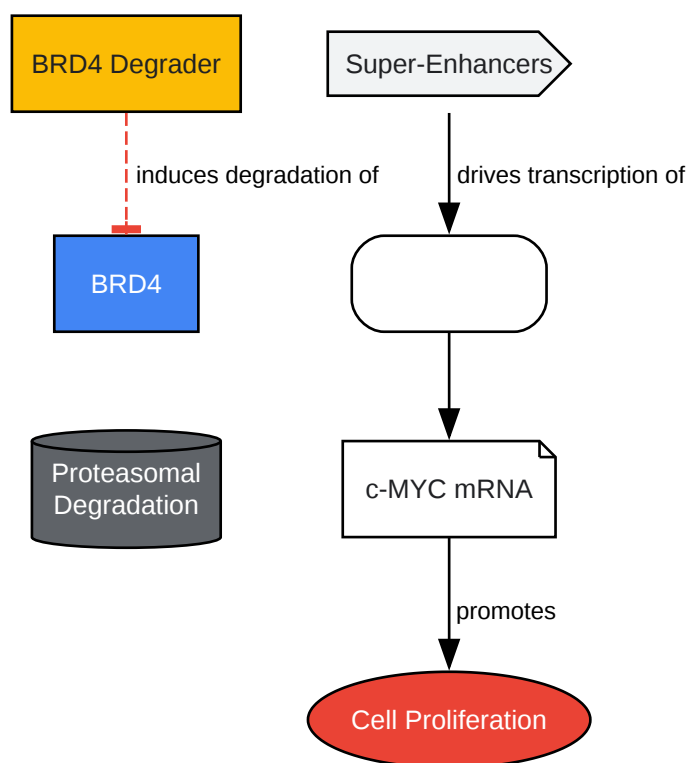 BRD4 Degrader
Super-Enhancers
induces degradation of
drives transcription of
BRD4
Proteasomal
Degradation
c-MYC mRNA
promotes
Cell Proliferation